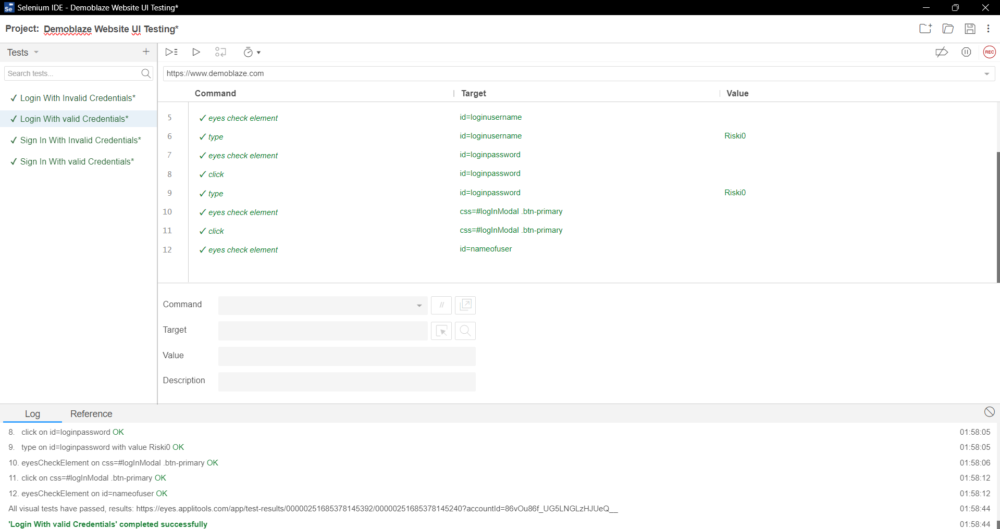 Se Selenium IDE - Demoblaze Website UI Testing*
Project: Demoblaze Website UI Testing*
Tests
Search tests...
✓ Login With Invalid Credentials*
✓ Login With valid Credentials*
✓ Sign In With Invalid Credentials*
✓ Sign In With valid Credentials*
REC
https://www.demoblaze.com
Command Target Value
5 ✓ eyes check element id=loginusername
6 ✓ type id=loginusername Riski0
7 ✓ eyes check element id=loginpassword
8 ✓ click id=loginpassword
9 ✓ type id=loginpassword Riski0
10 ✓ eyes check element css=#logInModal .btn-primary
11 ✓ click css=#logInModal .btn-primary
12 ✓ eyes check element id=nameofuser
Command //
Target
Value
Description
Log Reference
8. click on id=loginpassword OK 01:58:05
9. type on id=loginpassword with value Riski0 OK 01:58:05
10. eyesCheckElement on css=#logInModal .btn-primary OK 01:58:06
11. click on css=#logInModal .btn-primary OK 01:58:12
12. eyesCheckElement on id=nameofuser OK 01:58:12
All visual tests have passed, results: https://eyes.applitools.com/app/test-results/00000251685378145392/00000251685378145240?accountId=86vOu86f_UG5LNGLzHJUeQ__ 01:58:44
'Login With valid Credentials' completed successfully 01:58:44